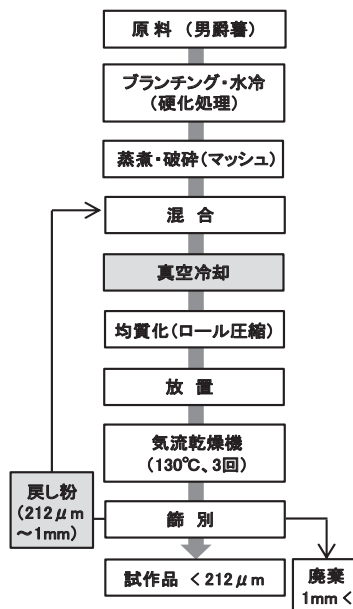 原料（男爵薯）
ブランチング・水冷
（硬化処理）
蒸煮・破砕（マッシュ）
混 合
真空冷却
均質化（ロール圧縮）
放 置
気流乾燥機
（130℃、3回）
戻し粉
（212μm
～1mm）
篩 別
試作品 ＜212μm
廃棄
1mm＜